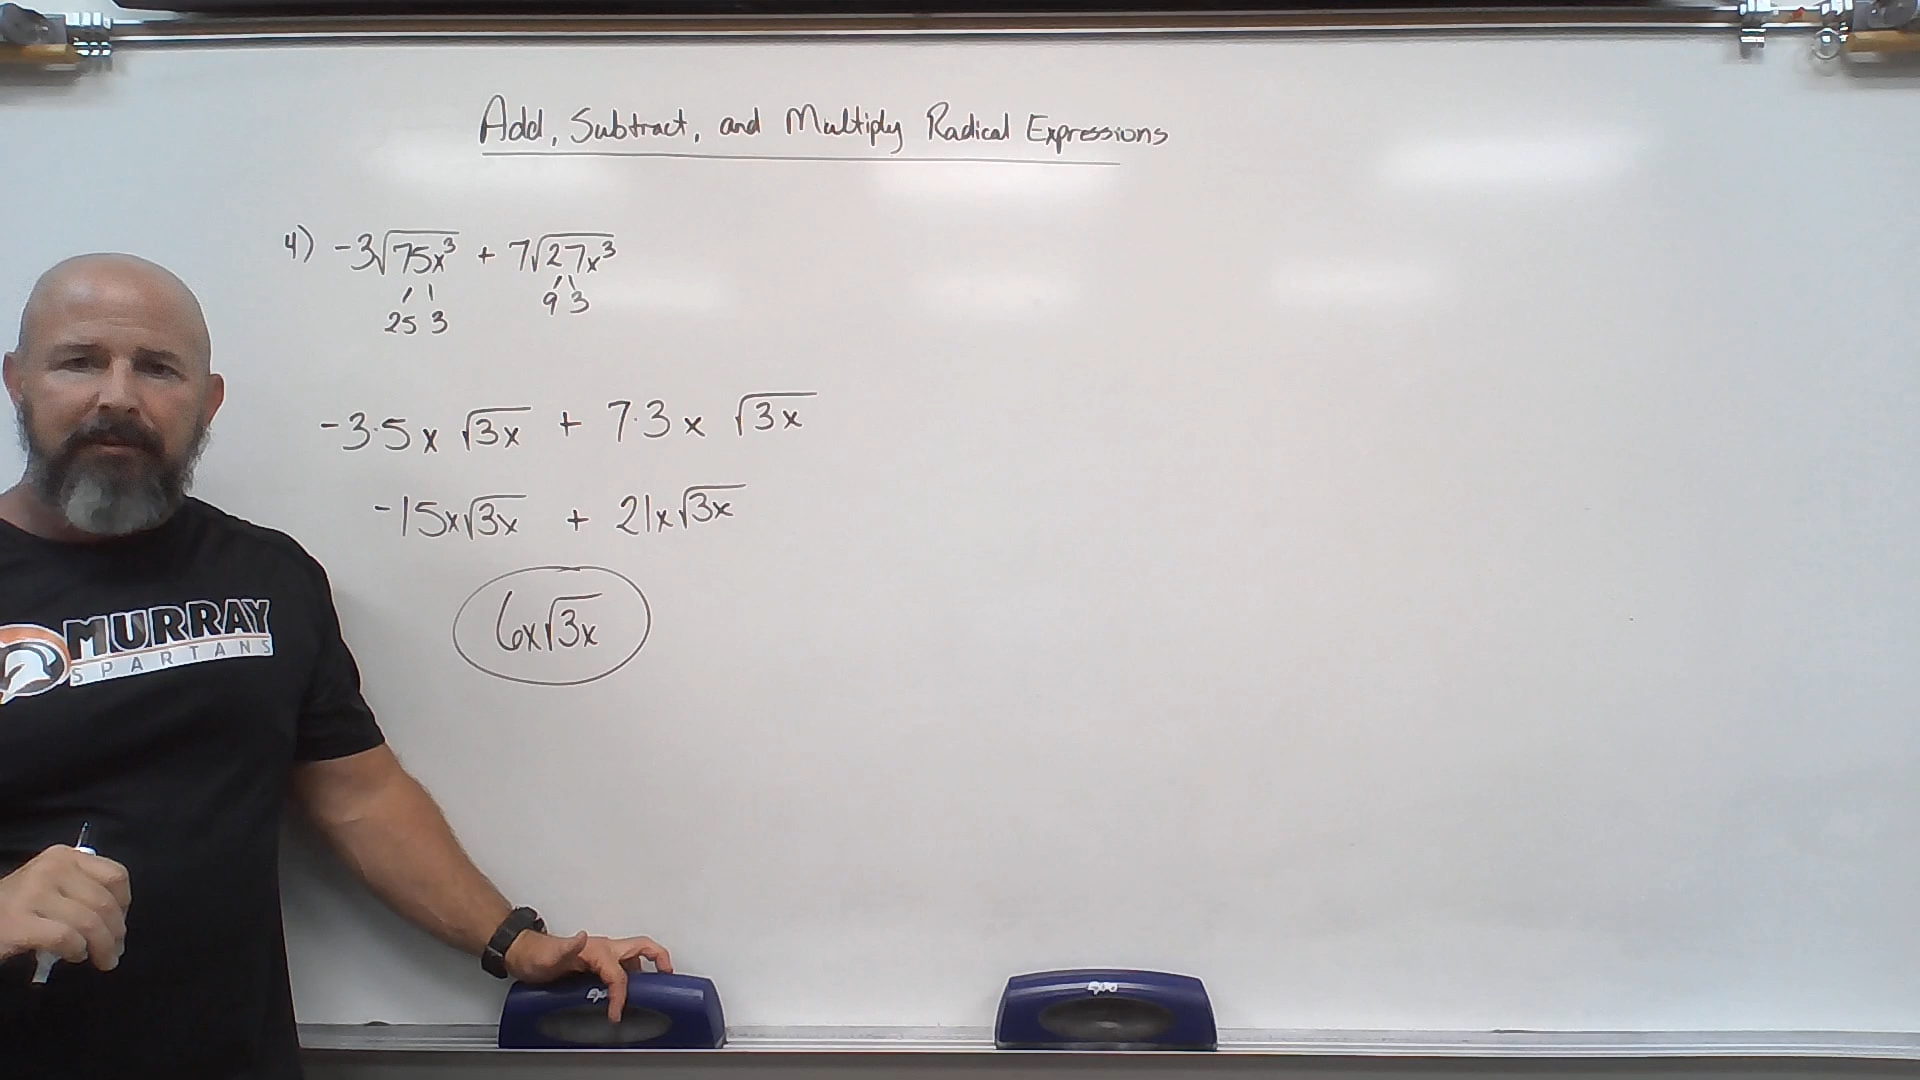 Add, Subtract, and Multiply Radical Expressions
4) -3√75x³ + 7√27x³
25 3 9 3
-3·5x √3x + 7·3x √3x
-15x√3x + 21x√3x
6x√3x
MURRAY
SPARTANS
Expo